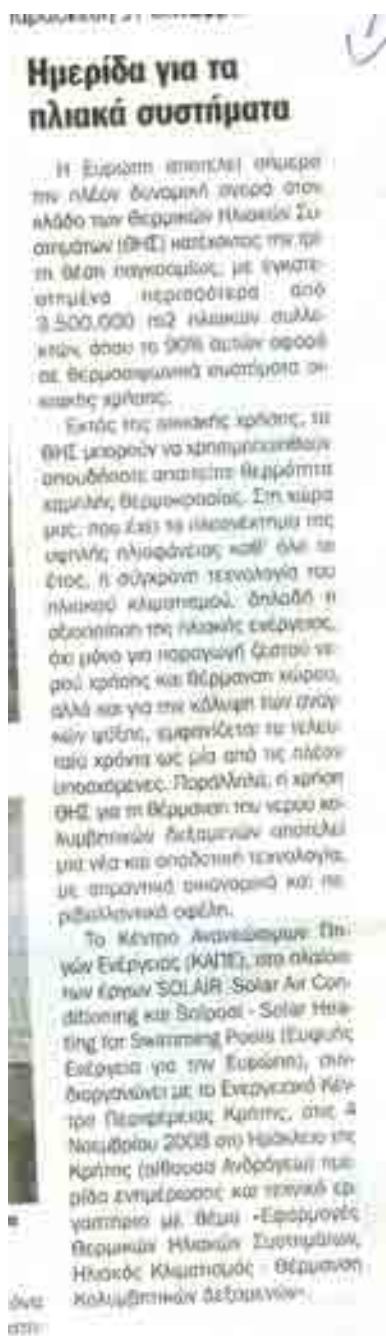 Παρασκευή 31
Ημερίδα για τα
ηλιακά συστήματα
Η Ευρώπη αποτελεί σήμερα
την πλέον δυναμική αγορά στον
κλάδο των Θερμικών Ηλιακών Συ-
στημάτων (ΘΗΣ) κατέχοντας την τρί-
τη θέση παγκοσμίως, με εγκατε-
στημένα περισσότερα από
3.500.000 m2 ηλιακών συλλε-
κτών, όπου το 90% αυτών αφορά
σε θερμοσιφωνικά συστήματα οι-
κιακής χρήσης.
Εκτός της οικιακής χρήσης, τα
ΘΗΣ μπορούν να χρησιμοποιηθούν
οπουδήποτε απαιτείται θερμότητα
χαμηλής θερμοκρασίας. Στη χώρα
μας, που έχει το πλεονέκτημα της
υψηλής ηλιοφάνειας καθ' όλο το
έτος, η σύγχρονη τεχνολογία του
ηλιακού κλιματισμού, δηλαδή η
αξιοποίηση της ηλιακής ενέργειας,
όχι μόνο για παραγωγή ζεστού νε-
ρού χρήσης και θέρμανση χώρου,
αλλά και για την κάλυψη των αναγ-
κών ψύξης, εμφανίζεται τα τελευ-
ταία χρόνια ως μία από τις πλέον
υποσχόμενες. Παράλληλα, η χρήση
ΘΗΣ για τη θέρμανση του νερού κο-
λυμβητικών δεξαμενών αποτελεί
μια νέα και αποδοτική τεχνολογία,
με σημαντικά οικονομικά και πε-
ριβαλλοντικά οφέλη.
Το Κέντρο Ανανεώσιμων Πη-
γών Ενέργειας (ΚΑΠΕ), στο πλαίσιο
των έργων SOLAIR Solar Air Con-
ditioning και Solpool - Solar Hea-
ting for Swimming Pools (Ευφυής
Ενέργεια για την Ευρώπη), συν-
διοργανώνει με το Ενεργειακό Κέν-
τρο Περιφέρειας Κρήτης, στις 4
Νοεμβρίου 2008 στο Ηράκλειο της
Κρήτης (αίθουσα Ανδρόγεω) ημε-
ρίδα ενημέρωσης και τεχνικό ερ-
γαστήριο με θέμα «Εφαρμογές
Θερμικών Ηλιακών Συστημάτων,
Ηλιακός Κλιματισμός - Θέρμανση
Κολυμβητικών Δεξαμενών».